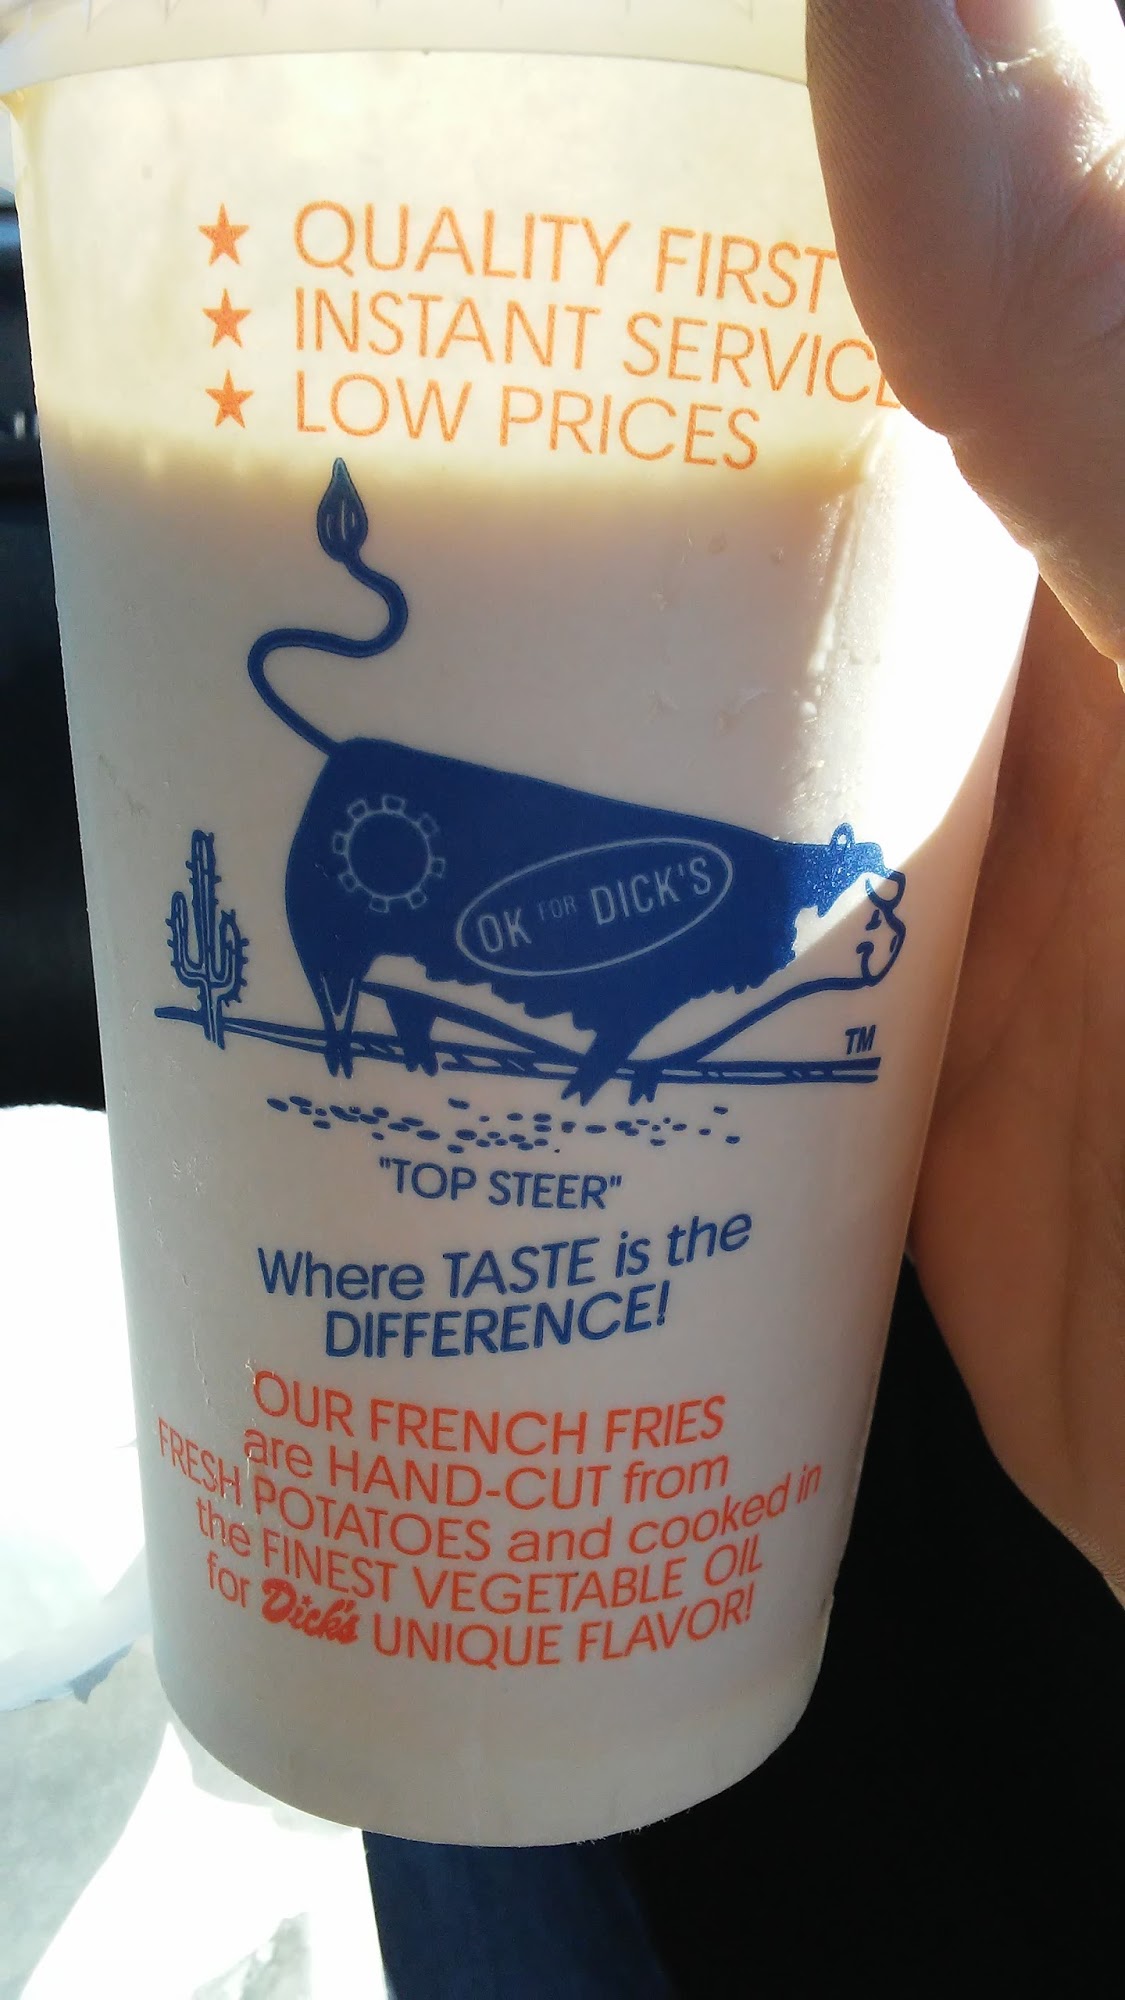 ★ QUALITY FIRST
★ INSTANT SERVICE
★ LOW PRICES
OK FOR DICK'S
TM
"TOP STEER"
Where TASTE is the
DIFFERENCE!
OUR FRENCH FRIES
are HAND-CUT from
FRESH POTATOES and cooked in
the FINEST VEGETABLE OIL
for Dick's UNIQUE FLAVOR!